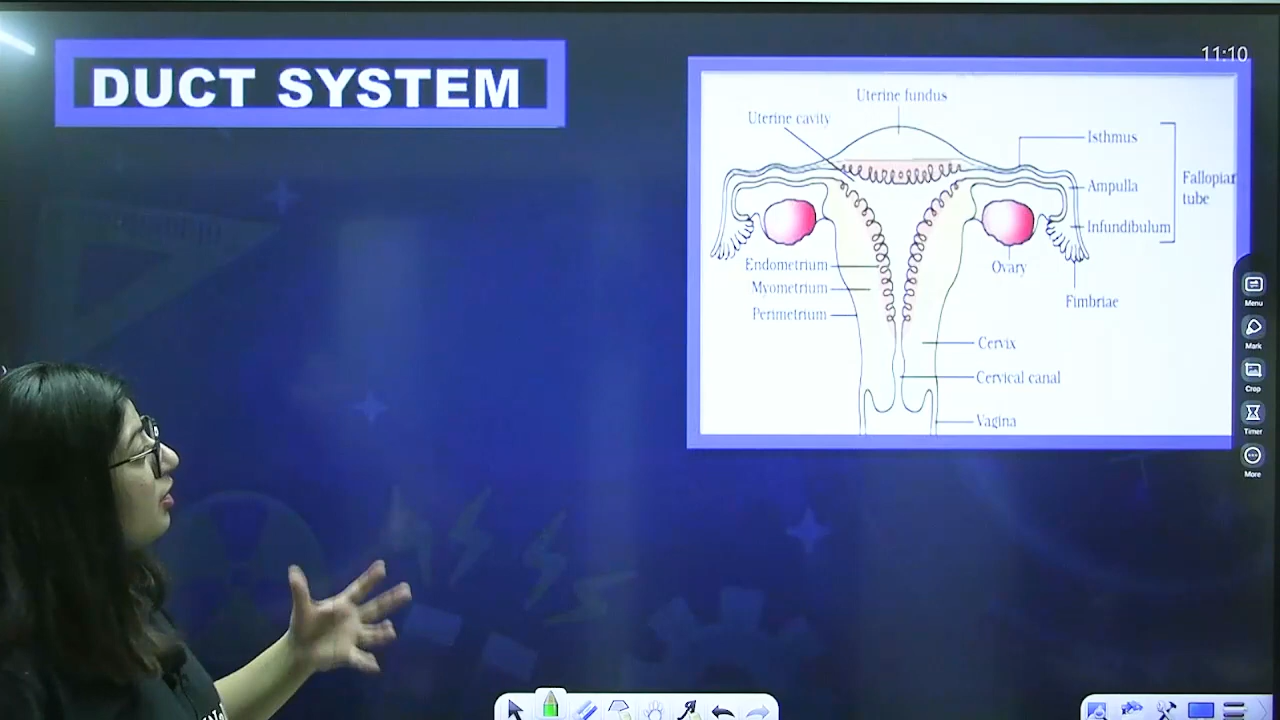 DUCT SYSTEM
11:10
Uterine fundus
Uterine cavity
Isthmus
Ampulla
Fallopian
tube
Infundibulum
Endometrium
Ovary
Myometrium
Fimbriae
Perimetrium
Cervix
Cervical canal
Vagina
Menu
Mark
Crop
Timer
More